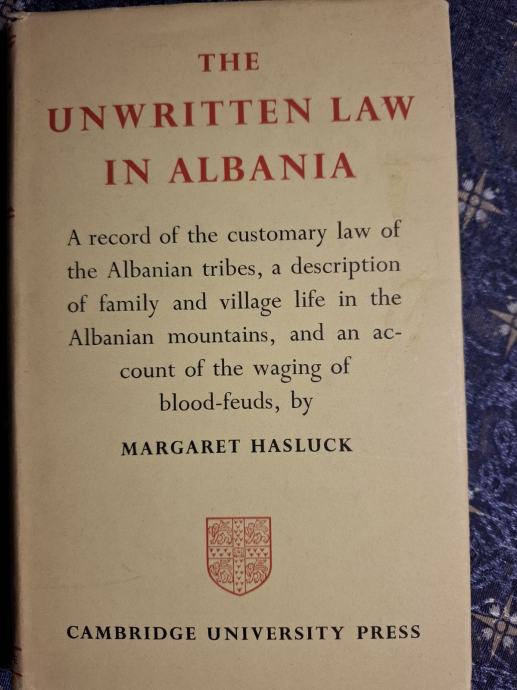 THE
UNWRITTEN LAW
IN ALBANIA
A record of the customary law of
the Albanian tribes, a description
of family and village life in the
Albanian mountains, and an ac-
count of the waging of
blood-feuds, by
MARGARET HASLUCK
CAMBRIDGE UNIVERSITY PRESS